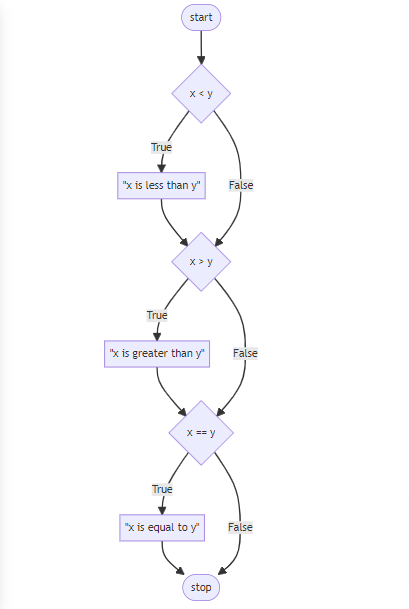 start
x < y
True
"x is less than y"
False
x > y
True
"x is greater than y"
False
x == y
True
"x is equal to y"
False
stop